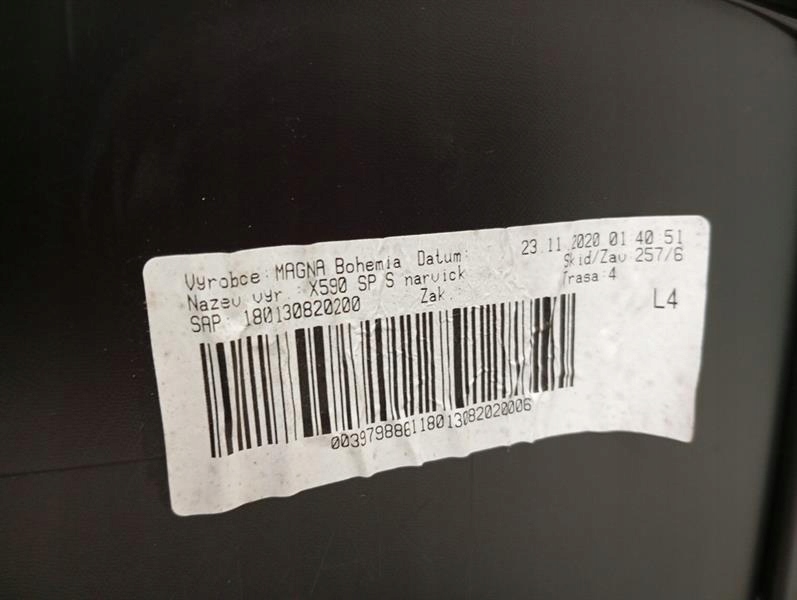 Vyrobce: MAGNA Bohemia Datum: 23.11.2020 01:40:51
Nazev vyr.: X590 SP S narvick Skid/Zav 257/6
SAP: 180130820200 Zak.: Trasa:4
L4
00397988611801308202006